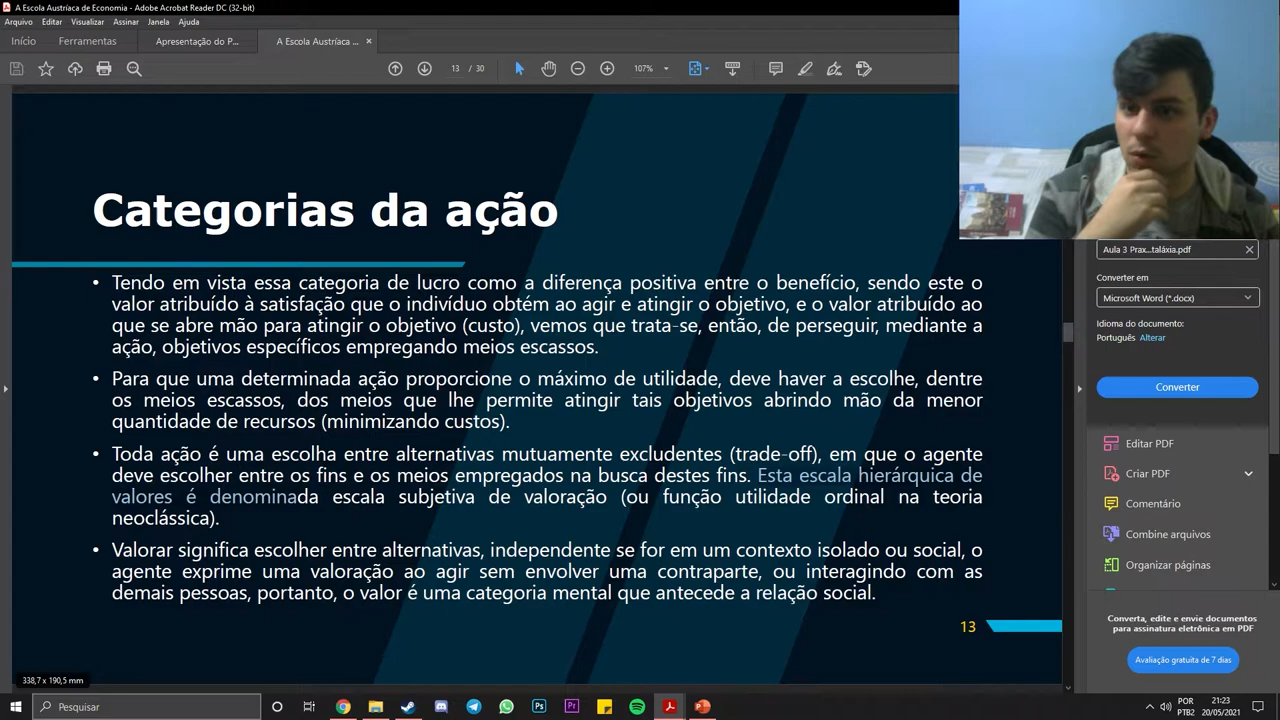 A Escola Austríaca de Economia - Adobe Acrobat Reader DC (32-bit)
Arquivo Editar Visualizar Assinar Janela Ajuda
Início Ferramentas Apresentação do P... A Escola Austríaca ... ×
13 / 30 107%
Categorias da ação
• Tendo em vista essa categoria de lucro como a diferença positiva entre o benefício, sendo este o
valor atribuído à satisfação que o indivíduo obtém ao agir e atingir o objetivo, e o valor atribuído ao
que se abre mão para atingir o objetivo (custo), vemos que trata-se, então, de perseguir, mediante a
ação, objetivos específicos empregando meios escassos.
• Para que uma determinada ação proporcione o máximo de utilidade, deve haver a escolhe, dentre
os meios escassos, dos meios que lhe permite atingir tais objetivos abrindo mão da menor
quantidade de recursos (minimizando custos).
• Toda ação é uma escolha entre alternativas mutuamente excludentes (trade-off), em que o agente
deve escolher entre os fins e os meios empregados na busca destes fins. Esta escala hierárquica de
valores é denominada escala subjetiva de valoração (ou função utilidade ordinal na teoria
neoclássica).
• Valorar significa escolher entre alternativas, independente se for em um contexto isolado ou social, o
agente exprime uma valoração ao agir sem envolver uma contraparte, ou interagindo com as
demais pessoas, portanto, o valor é uma categoria mental que antecede a relação social.
13
338,7 x 190,5 mm
Aula 3 Prax...taláxia.pdf
Converter em
Microsoft Word (*.docx)
Idioma do documento:
Português Alterar
Converter
Editar PDF
Criar PDF
Comentário
Combine arquivos
Organizar páginas
Converta, edite e envie documentos
para assinatura eletrônica em PDF
Avaliação gratuita de 7 dias
Pesquisar
POR 21:23
PTB2 20/05/2021